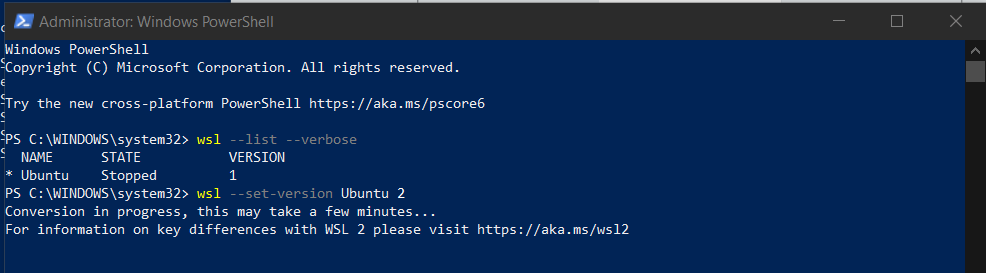 Administrator: Windows PowerShell
Windows PowerShell
Copyright (C) Microsoft Corporation. All rights reserved.
Try the new cross-platform PowerShell https://aka.ms/pscore6
PS C:\WINDOWS\system32> wsl --list --verbose
  NAME      STATE           VERSION
* Ubuntu    Stopped         1
PS C:\WINDOWS\system32> wsl --set-version Ubuntu 2
Conversion in progress, this may take a few minutes...
For information on key differences with WSL 2 please visit https://aka.ms/wsl2